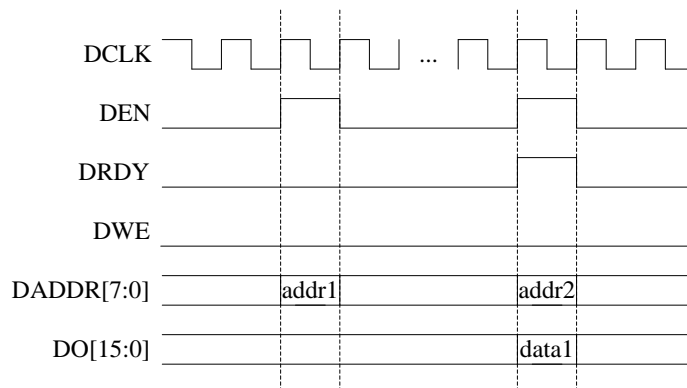 DCLK ...
DEN
DRDY
DWE
DADDR[7:0] addr1 addr2
DO[15:0] data1